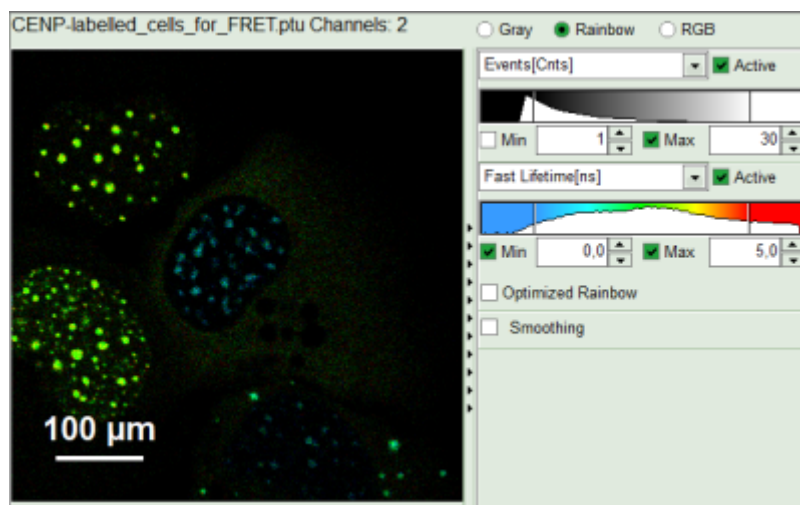 CENP-labelled_cells_for_FRET.ptu Channels: 2
Gray Rainbow RGB
Events[Cnts] Active
Min 1 Max 30
Fast Lifetime[ns] Active
Min 0,0 Max 5,0
Optimized Rainbow
Smoothing
100 µm